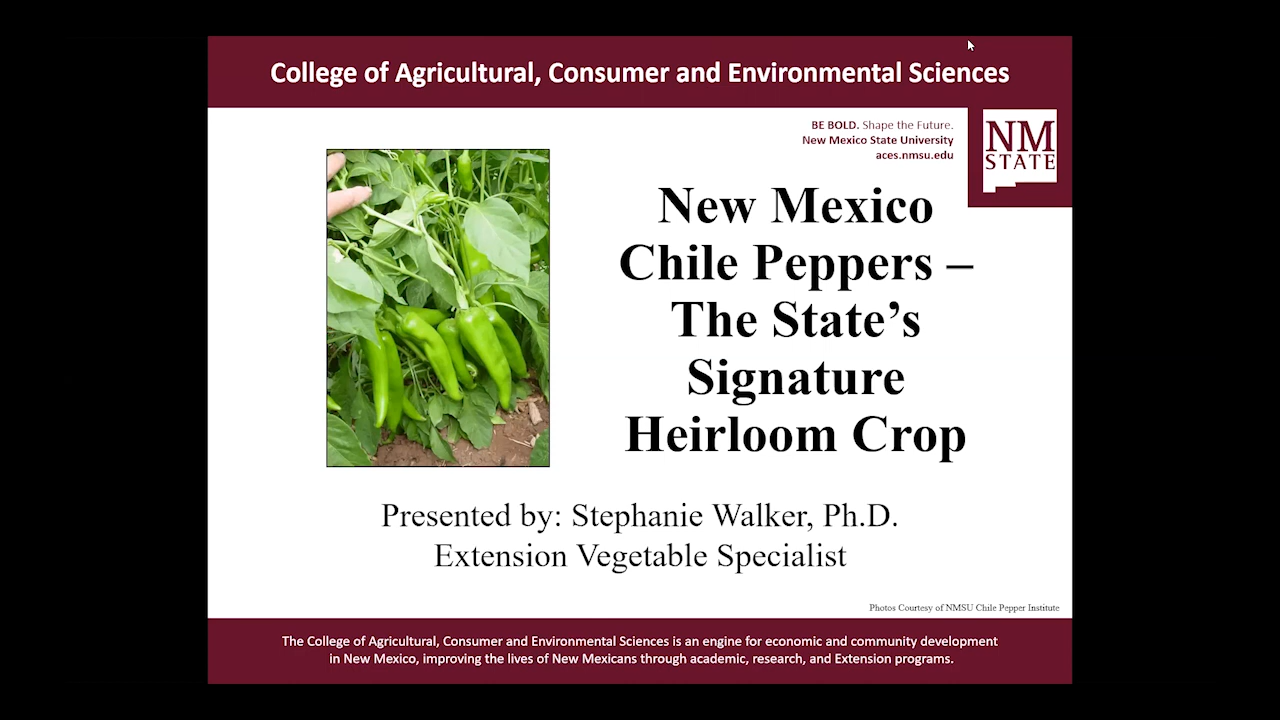 College of Agricultural, Consumer and Environmental Sciences
BE BOLD. Shape the Future.
New Mexico State University
aces.nmsu.edu
NM
STATE
New Mexico
Chile Peppers –
The State’s
Signature
Heirloom Crop
Presented by: Stephanie Walker, Ph.D.
Extension Vegetable Specialist
Photos Courtesy of NMSU Chile Pepper Institute
The College of Agricultural, Consumer and Environmental Sciences is an engine for economic and community development
in New Mexico, improving the lives of New Mexicans through academic, research, and Extension programs.